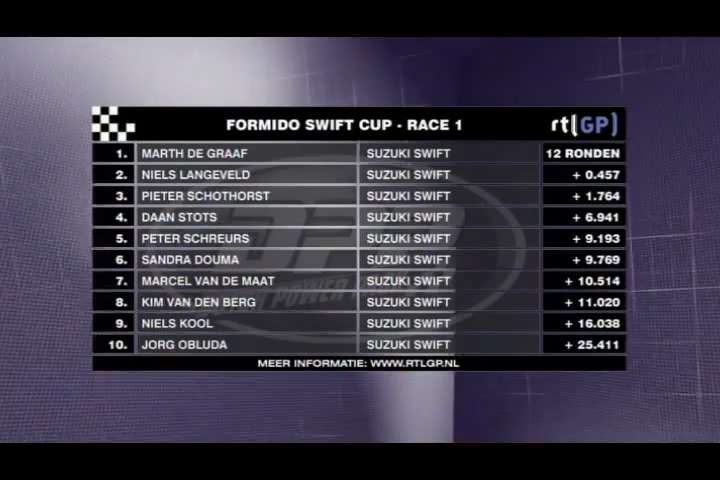 FORMIDO SWIFT CUP - RACE 1 rtl GP
1. MARTH DE GRAAF SUZUKI SWIFT 12 RONDEN
2. NIELS LANGEVELD SUZUKI SWIFT + 0.457
3. PIETER SCHOTHORST SUZUKI SWIFT + 1.764
4. DAAN STOTS SUZUKI SWIFT + 6.941
5. PETER SCHREURS SUZUKI SWIFT + 9.193
6. SANDRA DOUMA SUZUKI SWIFT + 9.769
7. MARCEL VAN DE MAAT SUZUKI SWIFT + 10.514
8. KIM VAN DEN BERG SUZUKI SWIFT + 11.020
9. NIELS KOOL SUZUKI SWIFT + 16.038
10. JORG OBLUDA SUZUKI SWIFT + 25.411
MEER INFORMATIE: WWW.RTLGP.NL